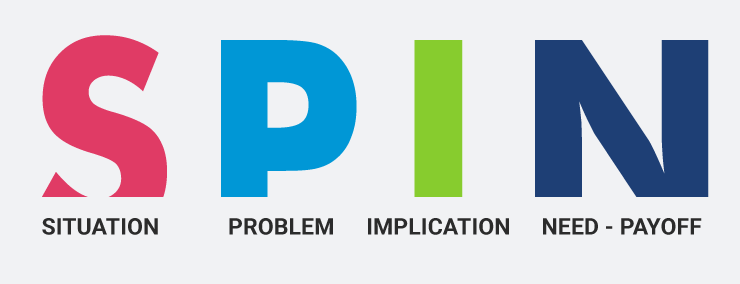 SPIN
SITUATION PROBLEM IMPLICATION NEED - PAYOFF